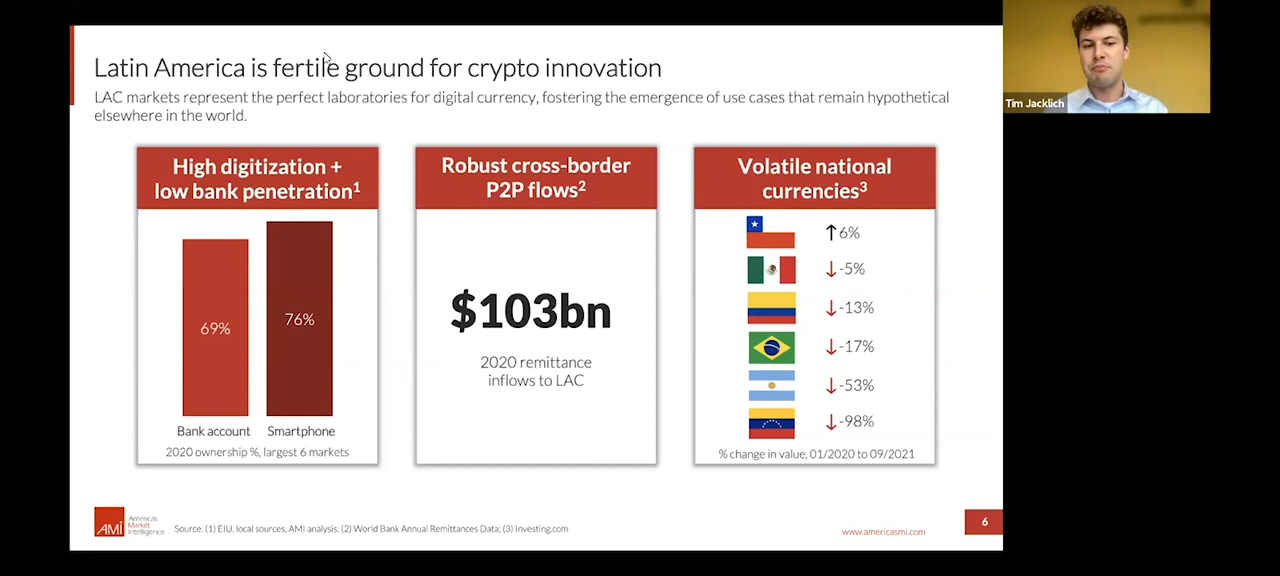 Latin America is fertile ground for crypto innovation
LAC markets represent the perfect laboratories for digital currency, fostering the emergence of use cases that remain hypothetical
elsewhere in the world.
High digitization +
low bank penetration1
69%
76%
Bank account
Smartphone
2020 ownership %, largest 6 markets
Robust cross-border
P2P flows2
$103bn
2020 remittance
inflows to LAC
Volatile national
currencies3
↑6%
↓-5%
↓-13%
↓-17%
↓-53%
↓-98%
% change in value, 01/2020 to 09/2021
AMI
Americas
Market
Intelligence
Source: (1) EIU, local sources, AMI analysis; (2) World Bank Annual Remittances Data; (3) Investing.com
www.americasmi.com
6
Tim Jacklich